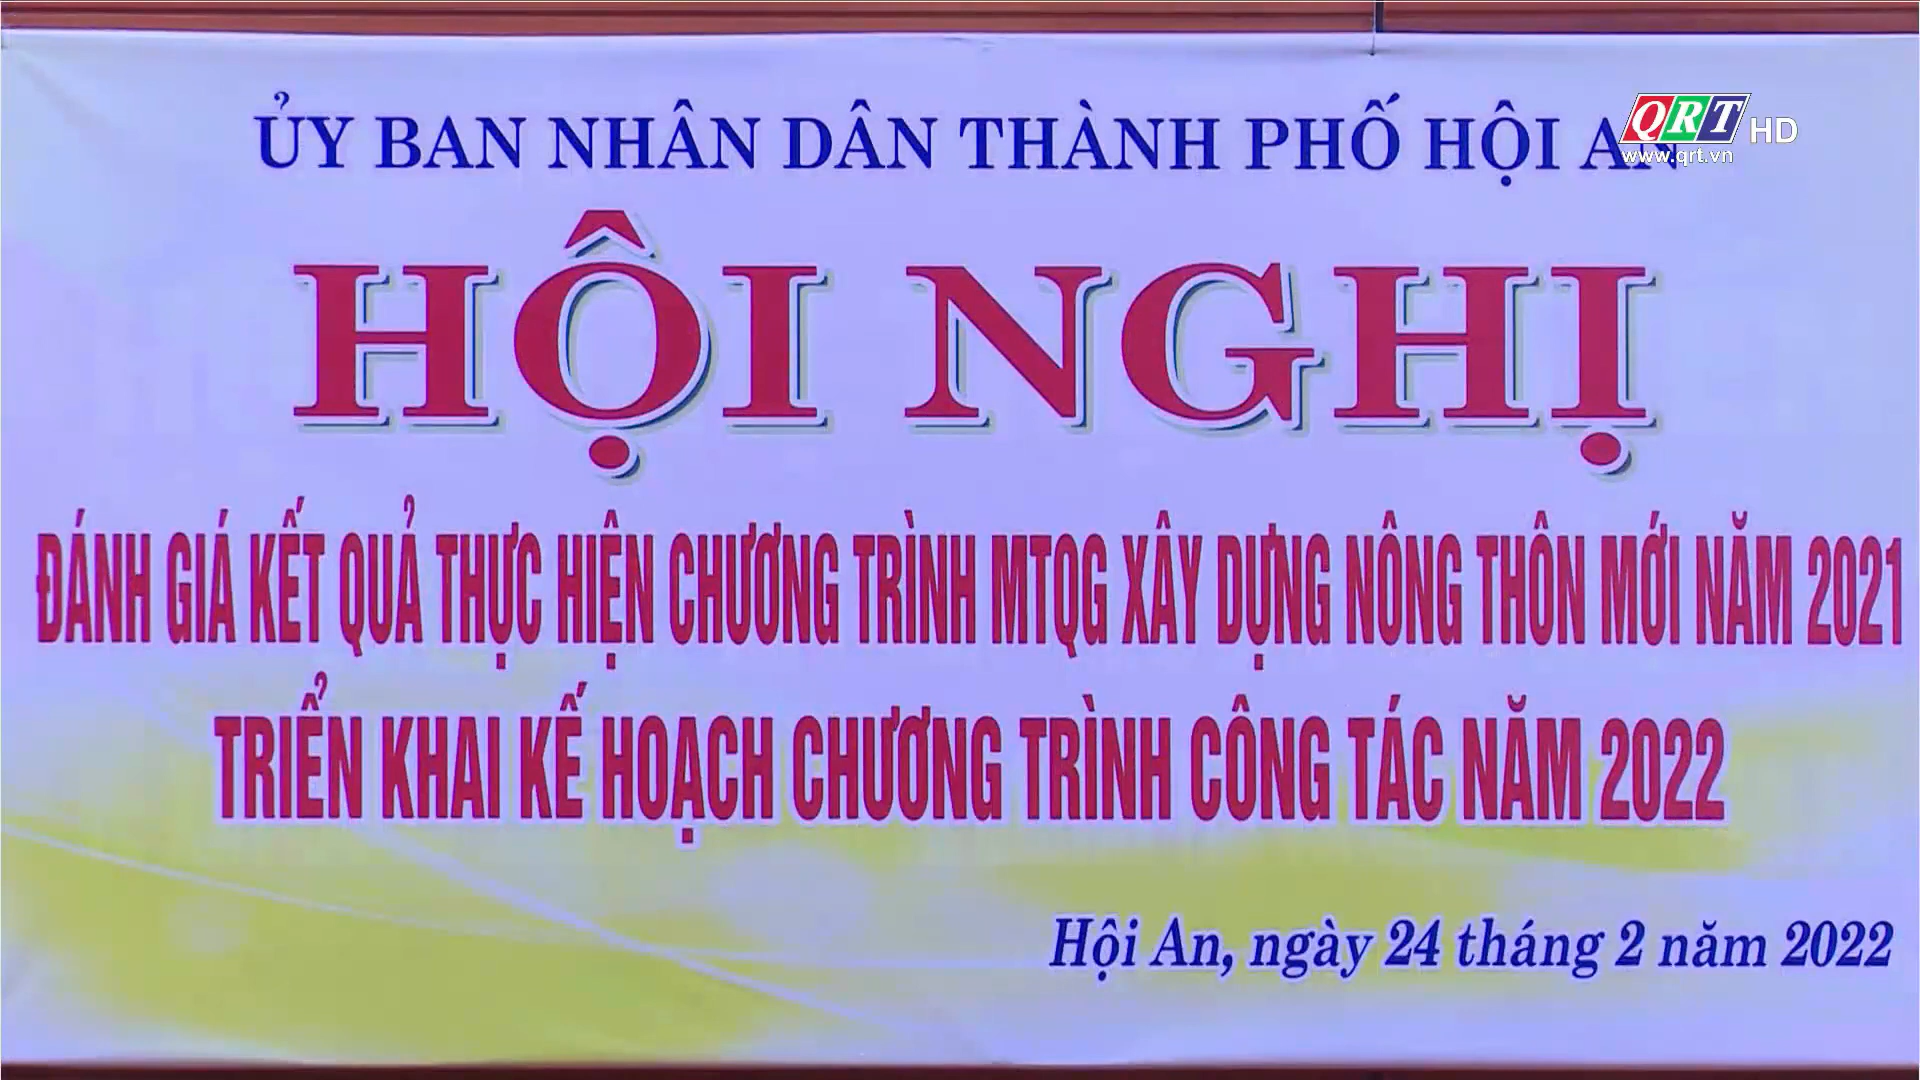 ỦY BAN NHÂN DÂN THÀNH PHỐ HỘI AN
QRT HD
www.qrt.vn
HỘI NGHỊ
ĐÁNH GIÁ KẾT QUẢ THỰC HIỆN CHƯƠNG TRÌNH MTQG XÂY DỰNG NÔNG THÔN MỚI NĂM 2021
TRIỂN KHAI KẾ HOẠCH CHƯƠNG TRÌNH CÔNG TÁC NĂM 2022
Hội An, ngày 24 tháng 2 năm 2022